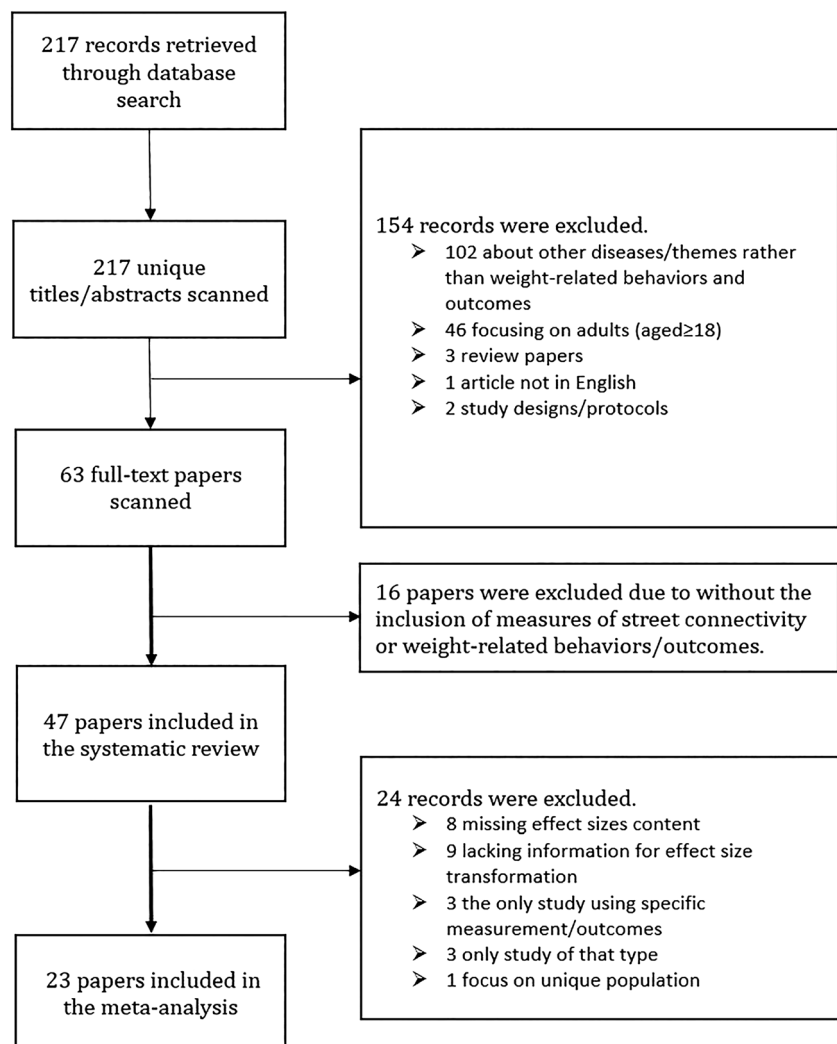 217 records retrieved
through database
search
217 unique
titles/abstracts scanned
154 records were excluded.
➢ 102 about other diseases/themes rather
than weight-related behaviors and
outcomes
➢ 46 focusing on adults (aged≥18)
➢ 3 review papers
➢ 1 article not in English
➢ 2 study designs/protocols
63 full-text papers
scanned
16 papers were excluded due to without the
inclusion of measures of street connectivity
or weight-related behaviors/outcomes.
47 papers included in
the systematic review
24 records were excluded.
➢ 8 missing effect sizes content
➢ 9 lacking information for effect size
transformation
➢ 3 the only study using specific
measurement/outcomes
➢ 3 only study of that type
➢ 1 focus on unique population
23 papers included in
the meta-analysis